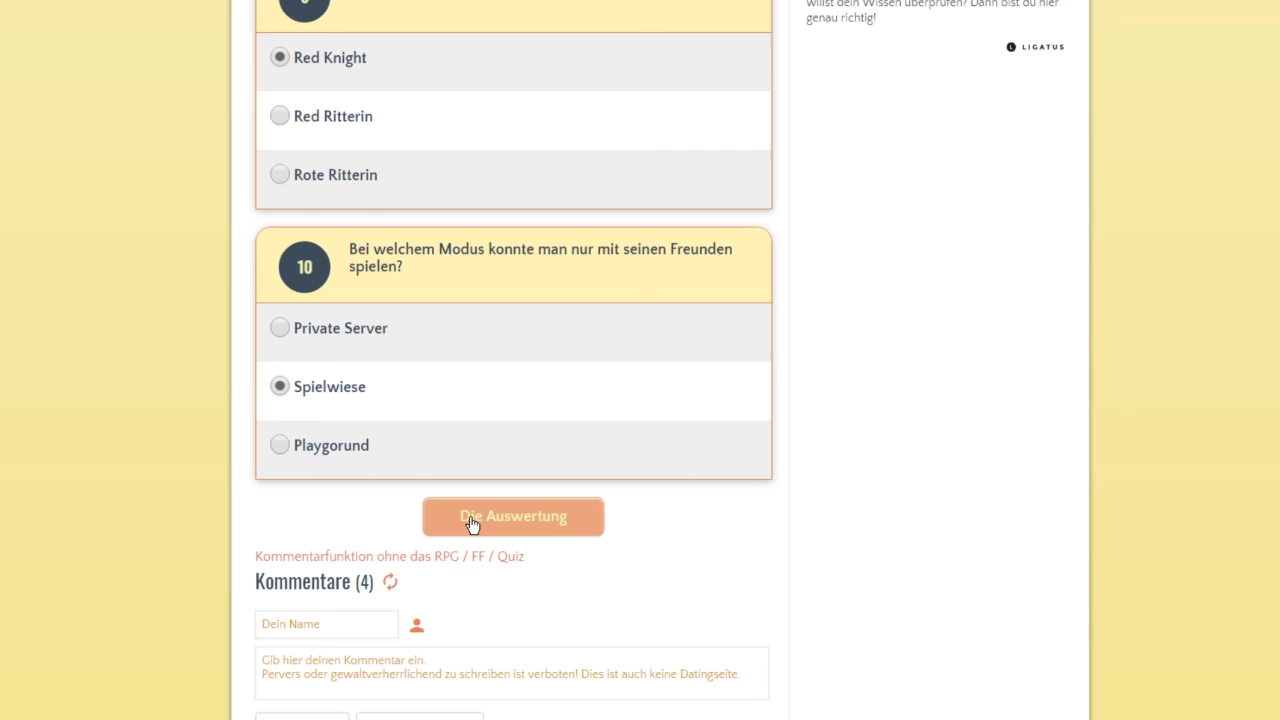 willst dein Wissen überprüfen? Dann bist du hier
genau richtig!
L LIGATUS
Red Knight
Red Ritterin
Rote Ritterin
10
Bei welchem Modus konnte man nur mit seinen Freunden
spielen?
Private Server
Spielwiese
Playgorund
Die Auswertung
Kommentarfunktion ohne das RPG / FF / Quiz
Kommentare (4)
Dein Name
Gib hier deinen Kommentar ein.
Pervers oder gewaltverherrlichend zu schreiben ist verboten! Dies ist auch keine Datingseite.